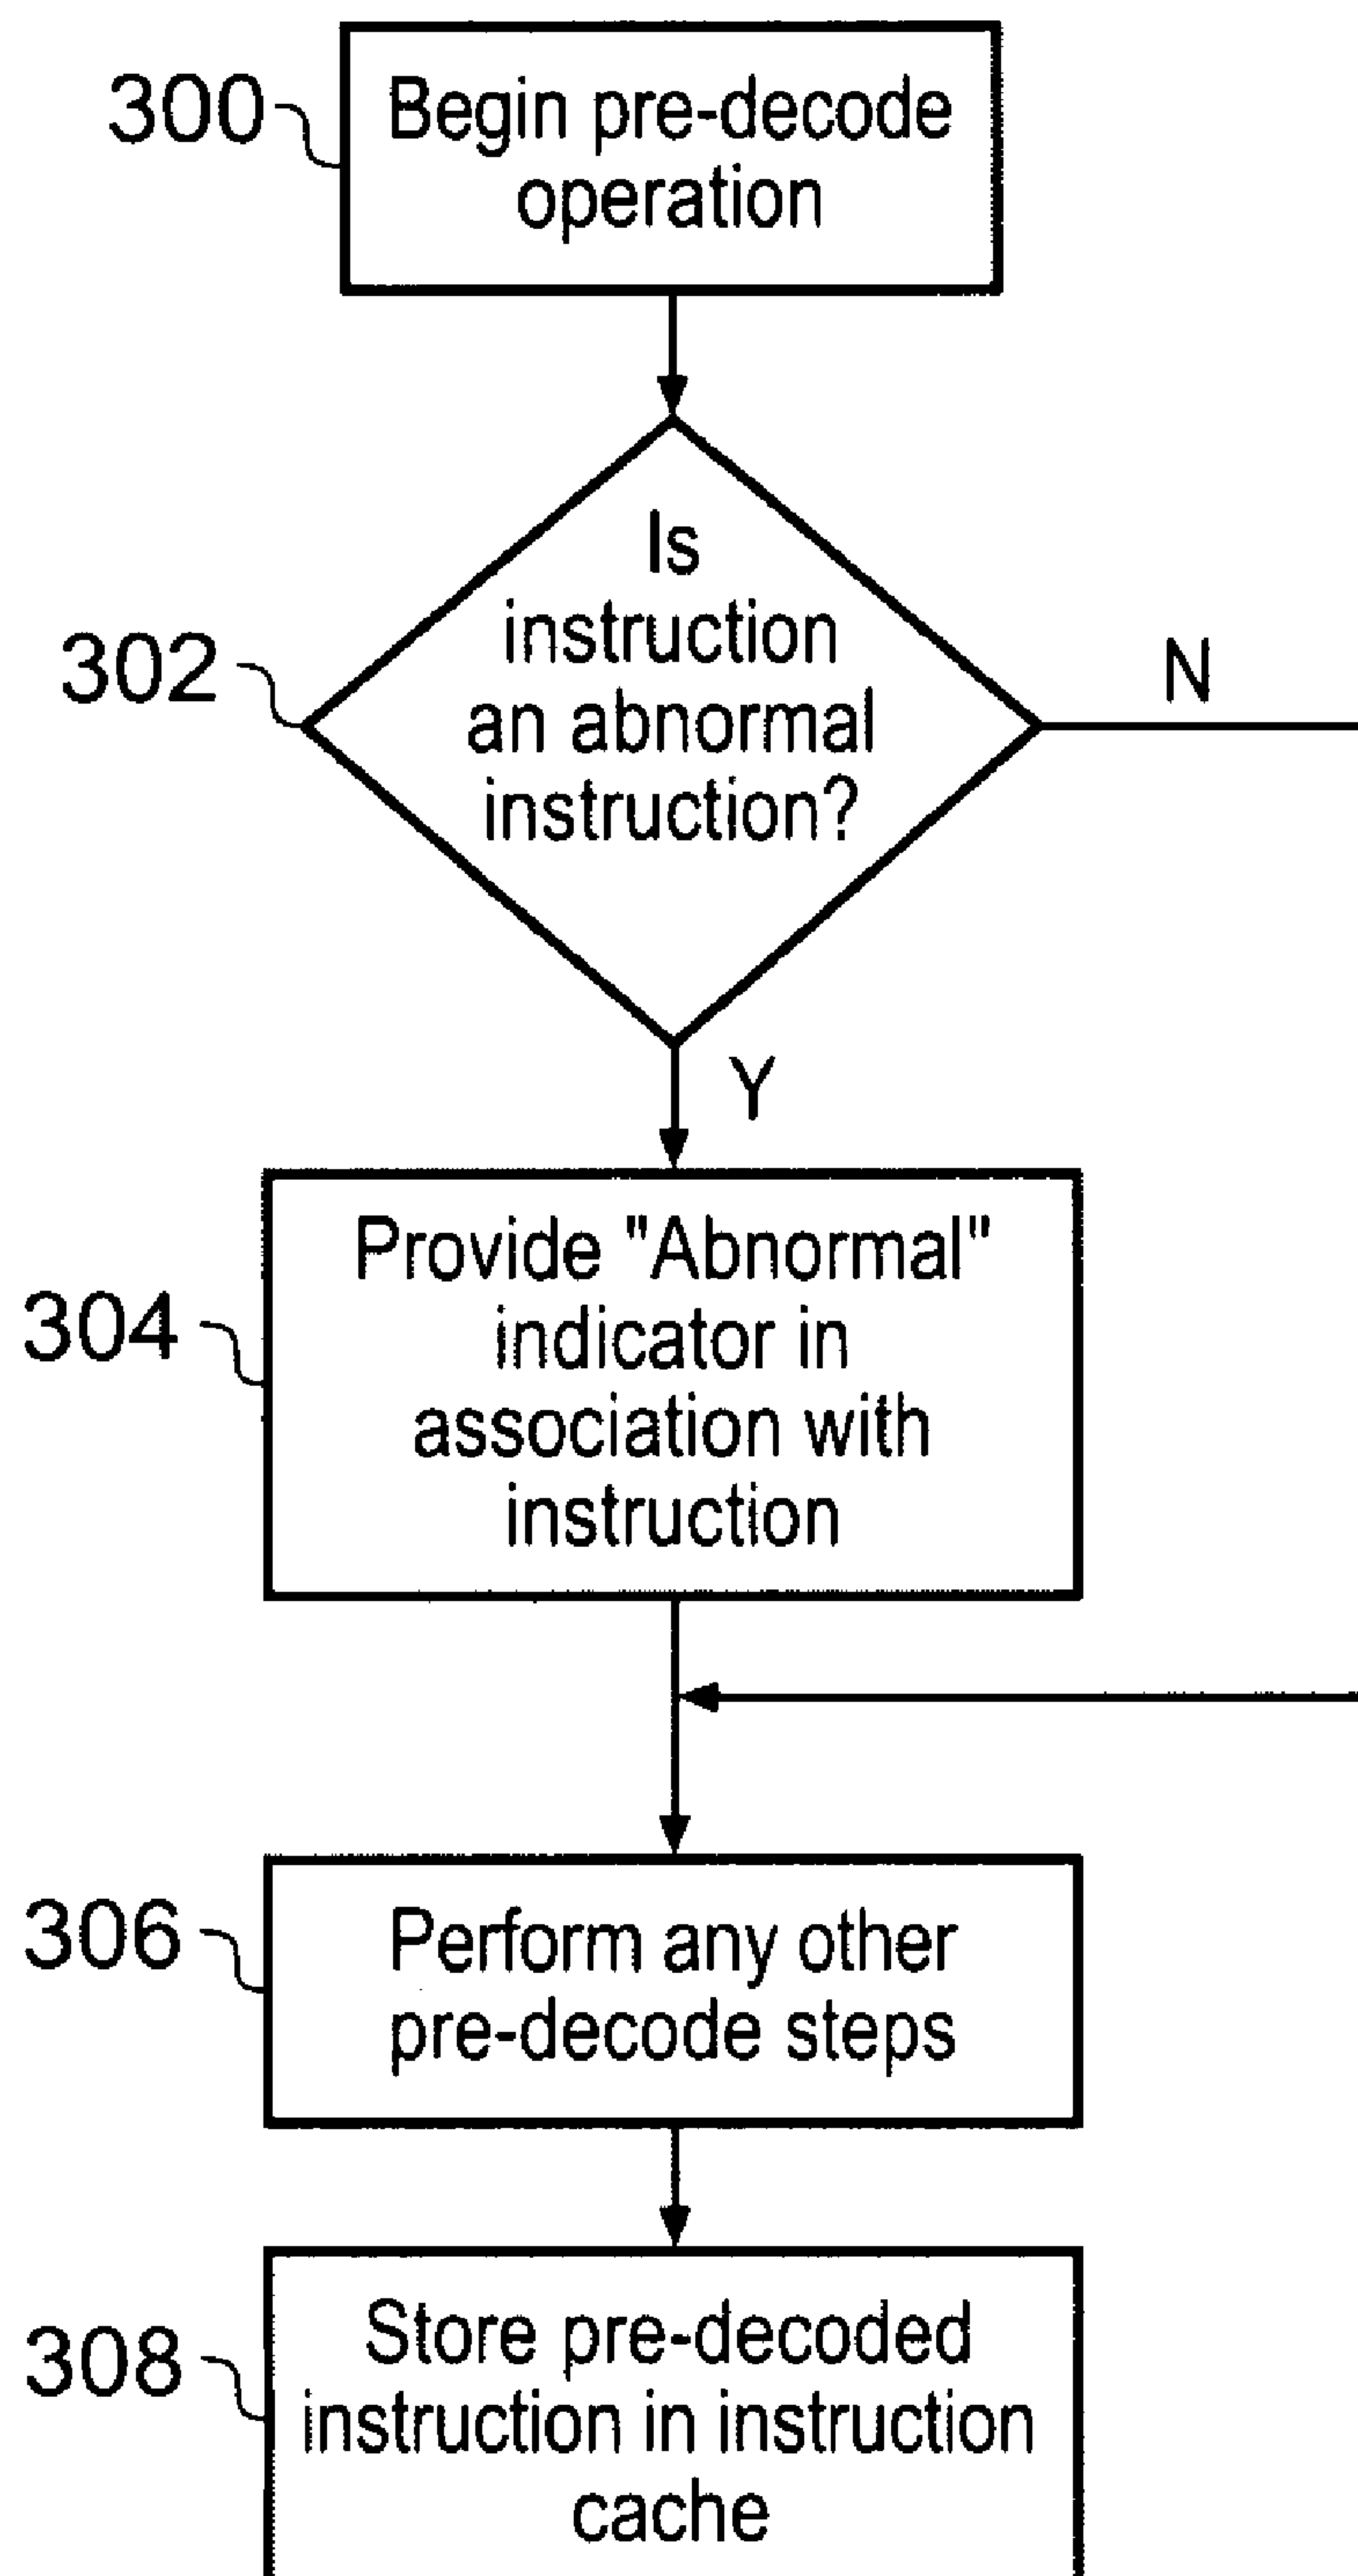 300
Begin pre-decode
operation
302
Is
instruction
an abnormal
instruction?
N
Y
304
Provide "Abnormal"
indicator in
association with
instruction
306
Perform any other
pre-decode steps
308
Store pre-decoded
instruction in instruction
cache